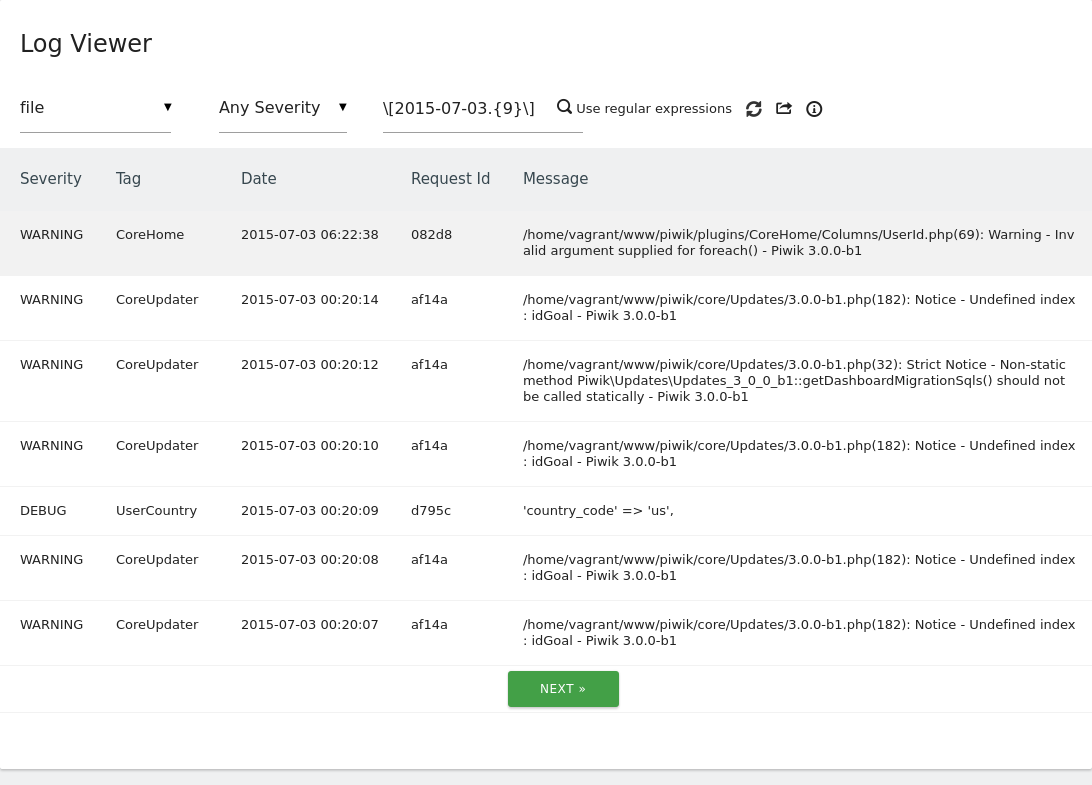 Log Viewer
file ▼ Any Severity ▼ \[2015-07-03.{9}\] Use regular expressions
Severity Tag Date Request Id Message
WARNING CoreHome 2015-07-03 06:22:38 082d8 /home/vagrant/www/piwik/plugins/CoreHome/Columns/UserId.php(69): Warning - Inv
alid argument supplied for foreach() - Piwik 3.0.0-b1
WARNING CoreUpdater 2015-07-03 00:20:14 af14a /home/vagrant/www/piwik/core/Updates/3.0.0-b1.php(182): Notice - Undefined index
: idGoal - Piwik 3.0.0-b1
WARNING CoreUpdater 2015-07-03 00:20:12 af14a /home/vagrant/www/piwik/core/Updates/3.0.0-b1.php(32): Strict Notice - Non-static
method Piwik\Updates\Updates_3_0_0_b1::getDashboardMigrationSqls() should not
be called statically - Piwik 3.0.0-b1
WARNING CoreUpdater 2015-07-03 00:20:10 af14a /home/vagrant/www/piwik/core/Updates/3.0.0-b1.php(182): Notice - Undefined index
: idGoal - Piwik 3.0.0-b1
DEBUG UserCountry 2015-07-03 00:20:09 d795c 'country_code' => 'us',
WARNING CoreUpdater 2015-07-03 00:20:08 af14a /home/vagrant/www/piwik/core/Updates/3.0.0-b1.php(182): Notice - Undefined index
: idGoal - Piwik 3.0.0-b1
WARNING CoreUpdater 2015-07-03 00:20:07 af14a /home/vagrant/www/piwik/core/Updates/3.0.0-b1.php(182): Notice - Undefined index
: idGoal - Piwik 3.0.0-b1
NEXT »